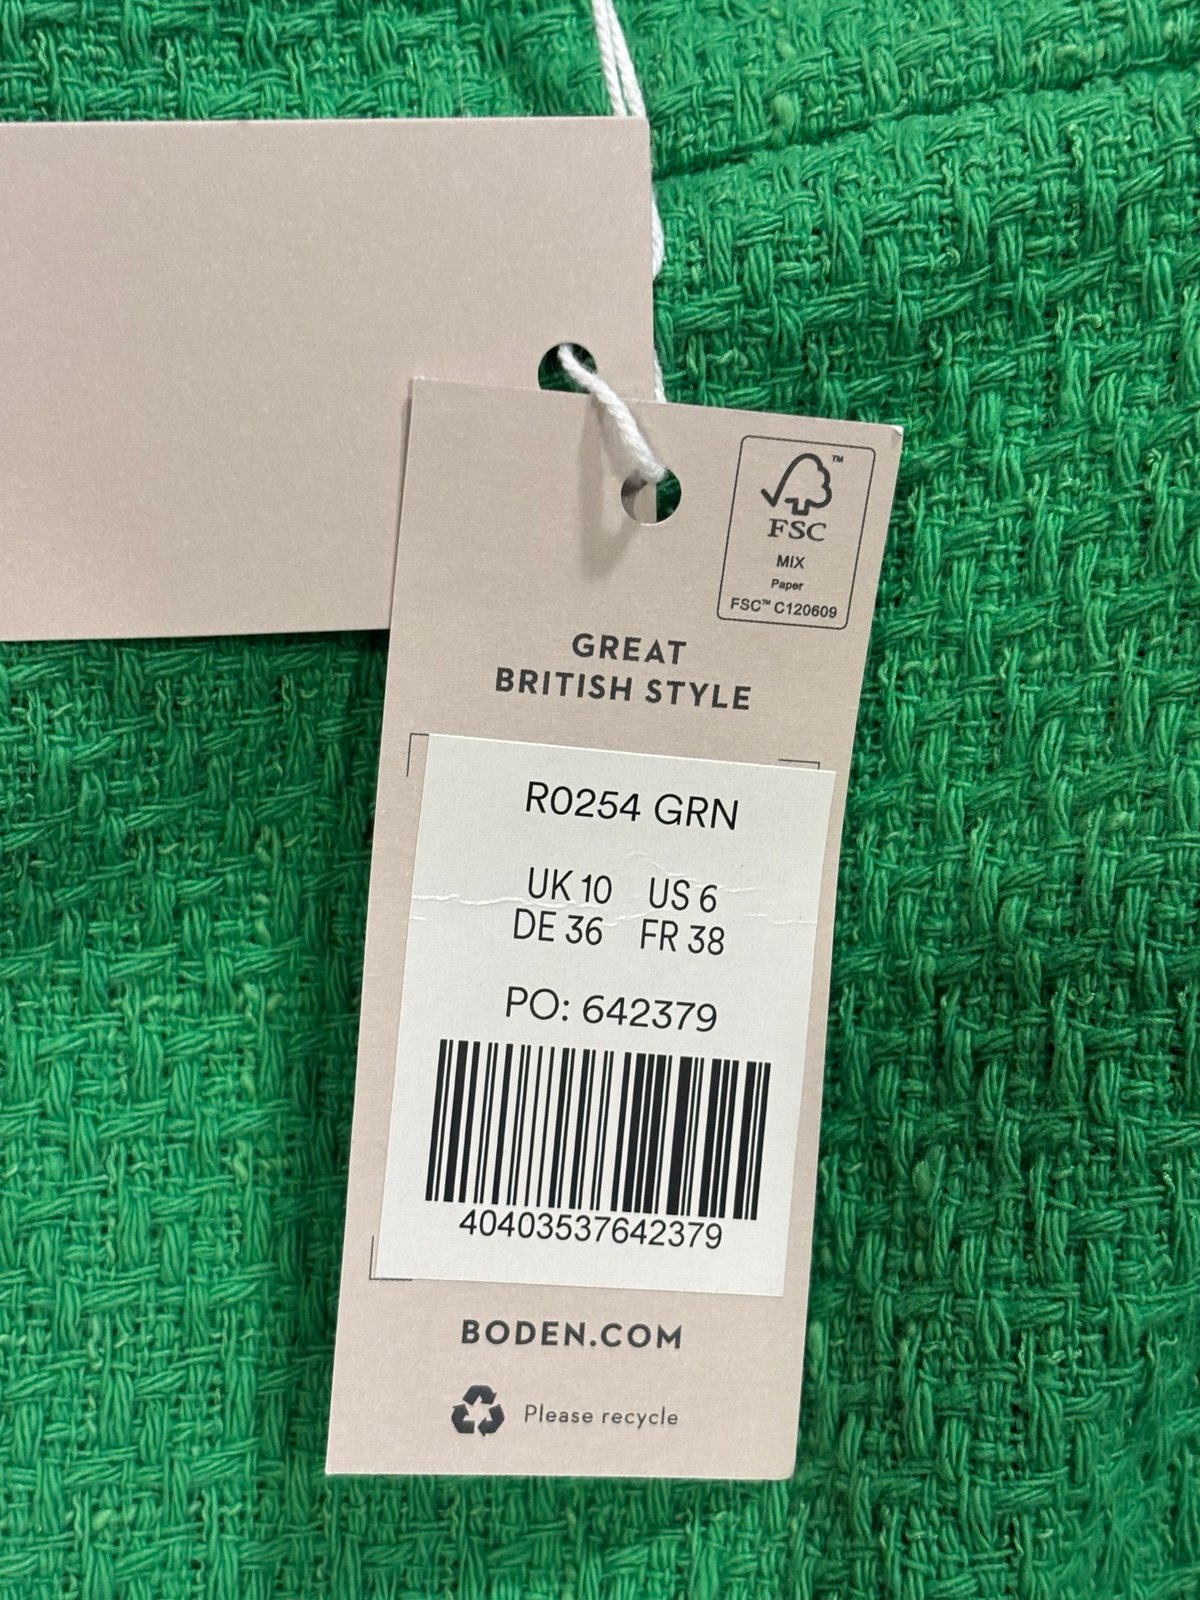 FSC™
MIX
Paper
FSC™ C120609
GREAT
BRITISH STYLE
R0254 GRN
UK 10 US 6
DE 36 FR 38
PO: 642379
40403537642379
BODEN.COM
Please recycle